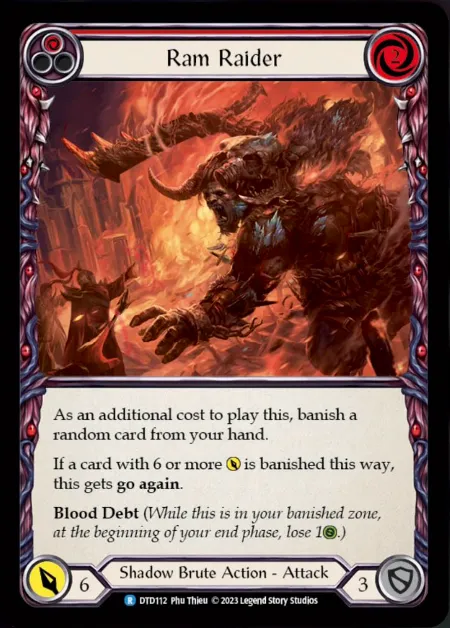 Ram Raider
As an additional cost to play this, banish a
random card from your hand.
If a card with 6 or more is banished this way,
this gets go again.
Blood Debt (While this is in your banished zone,
at the beginning of your end phase, lose 1.)
6
Shadow Brute Action - Attack
3
R DTD112 Phu Thieu © 2023 Legend Story Studios